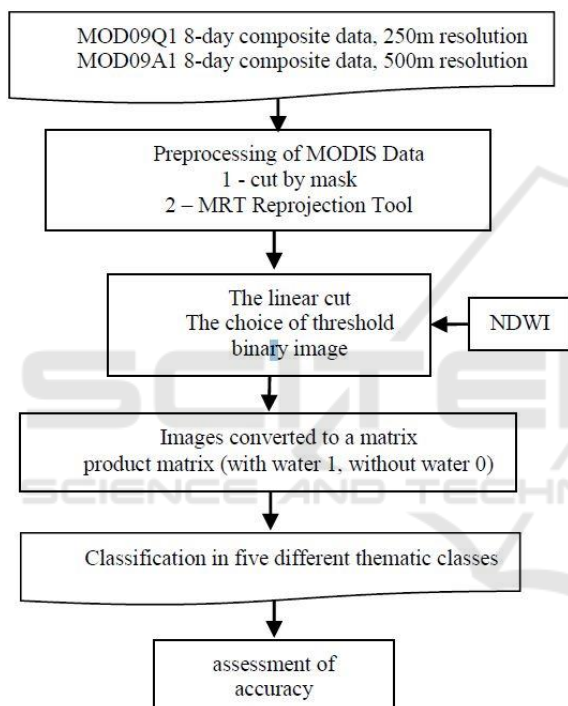 MOD09Q1 8-day composite data, 250m resolution
MOD09A1 8-day composite data, 500m resolution
Preprocessing of MODIS Data
1 - cut by mask
2 – MRT Reprojection Tool
The linear cut
The choice of threshold
binary image
NDWI
Images converted to a matrix
product matrix (with water 1, without water 0)
SCIENCE AND TECHN
Classification in five different thematic classes
assessment of
accuracy